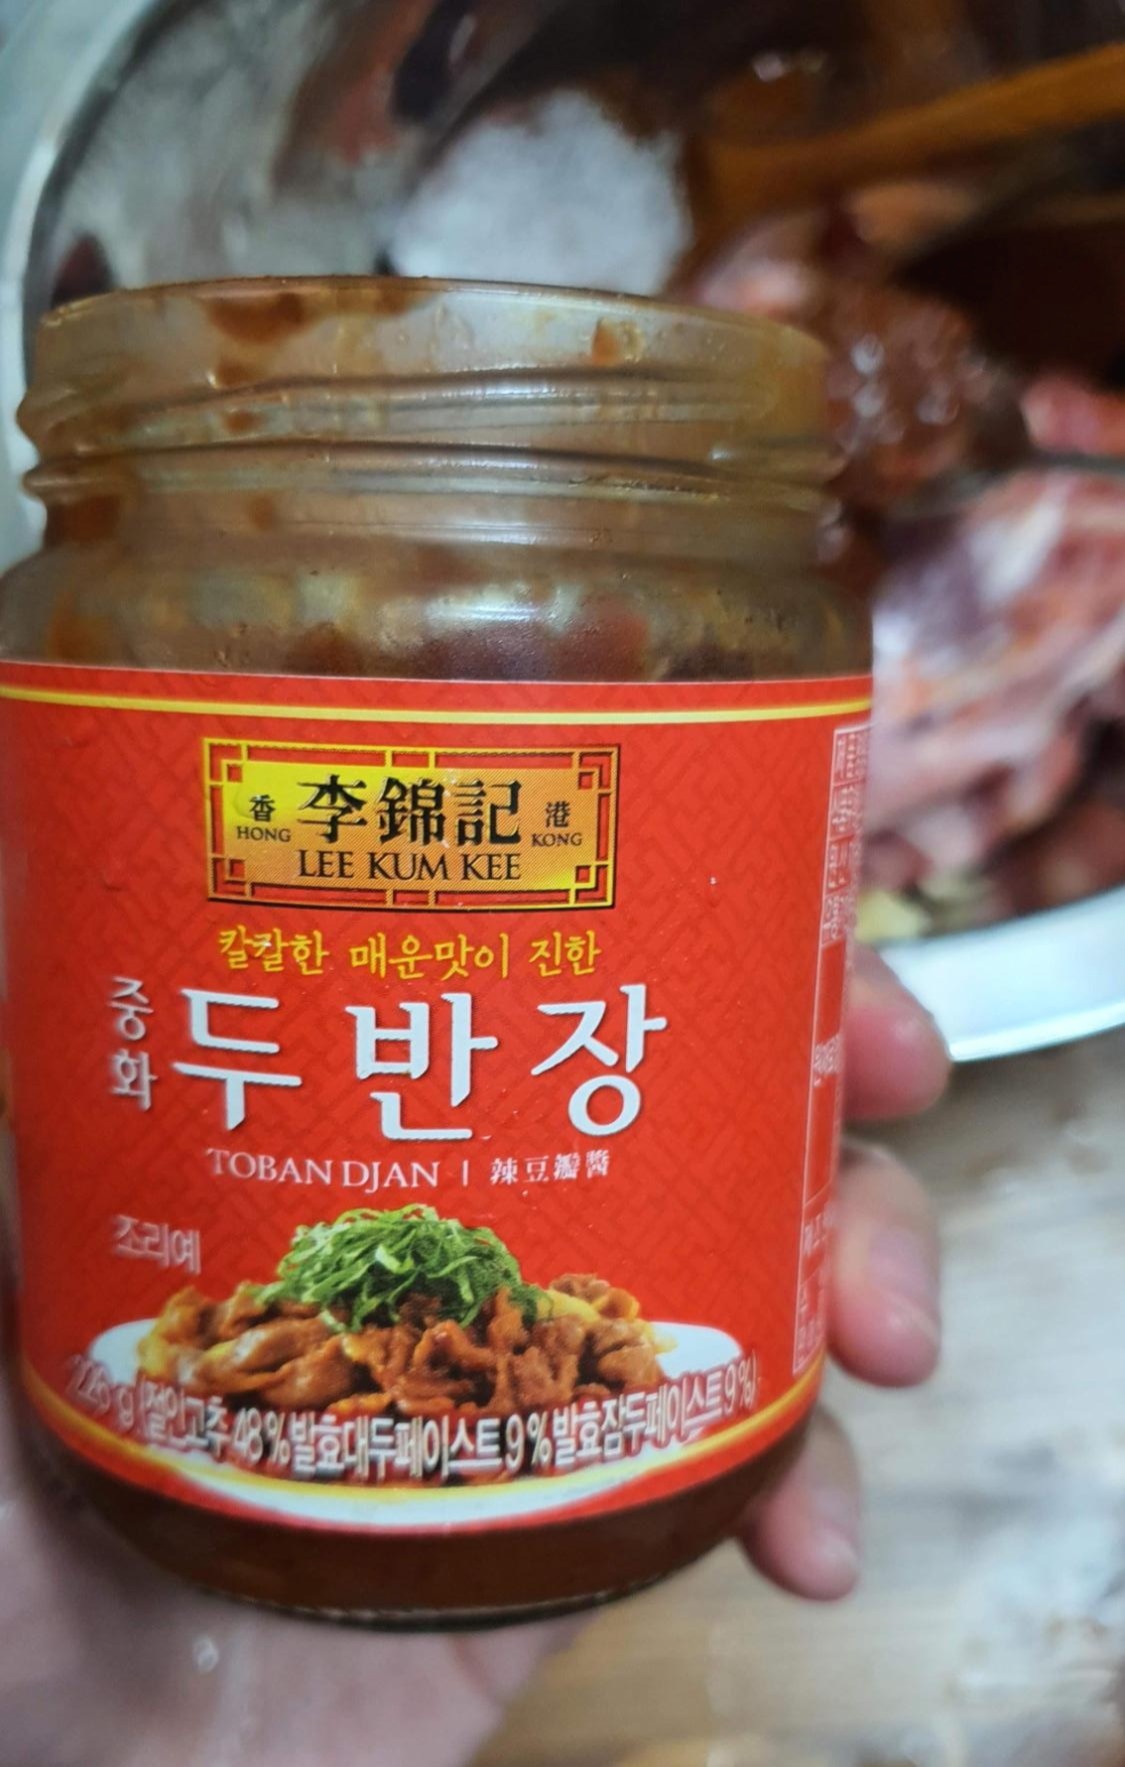 香 李錦記 港
HONG LEE KUM KEE KONG
칼칼한 매운맛이 진한
중화 두반장
TOBAN DJAN | 辣豆瓣醬
조리예
226 g (절인고추 48 % 발효대두페이스트 9 % 발효잠두페이스트 9 %)